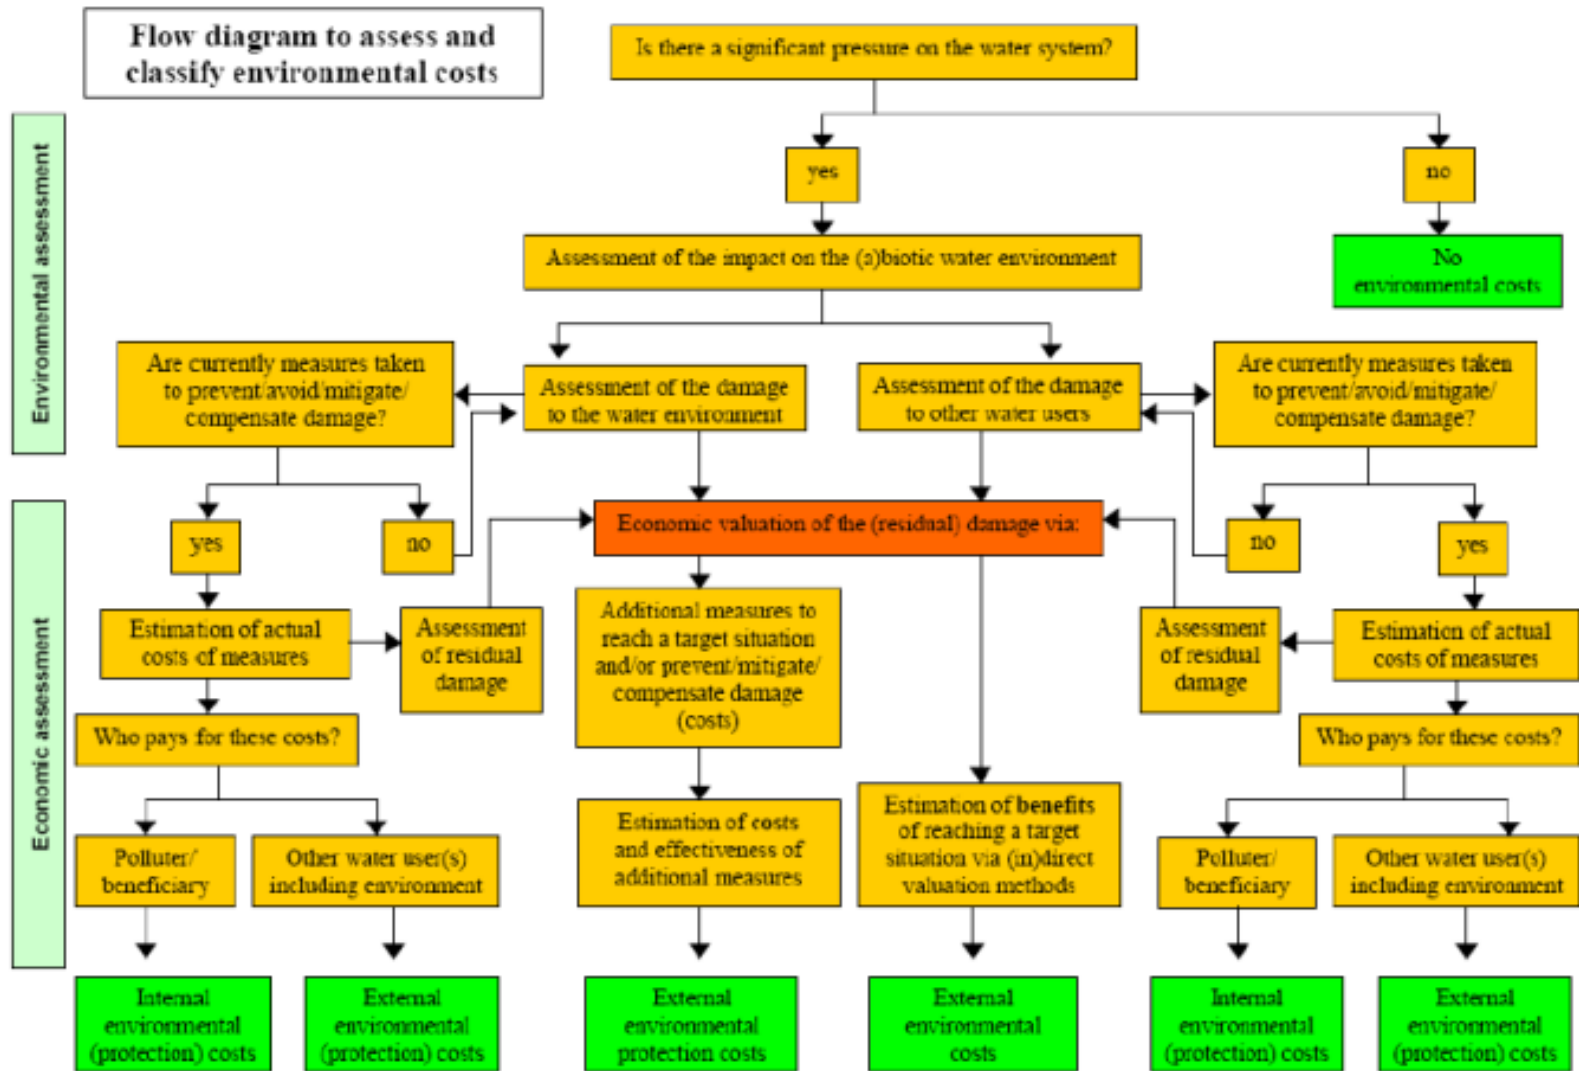 Flow diagram to assess and
classify environmental costs
Is there a significant pressure on the water system?
Environmental assessment
yes
no
Assessment of the impact on the (a)biotic water environment
No
environmental costs
Are currently measures taken
to prevent/avoid/mitigate/
compensate damage?
Assessment of the damage
to the water environment
Assessment of the damage
to other water users
Are currently measures taken
to prevent/avoid/mitigate/
compensate damage?
Economic assessment
yes
no
Economic valuation of the (residual) damage via:
no
yes
Estimation of actual
costs of measures
Assessment
of residual
damage
Additional measures to
reach a target situation
and/or prevent/mitigate/
compensate damage
(costs)
Assessment
of residual
damage
Estimation of actual
costs of measures
Who pays for these costs?
Who pays for these costs?
Polluter/
beneficiary
Other water user(s)
including environment
Estimation of costs
and effectiveness of
additional measures
Estimation of benefits
of reaching a target
situation via (in)direct
valuation methods
Polluter/
beneficiary
Other water user(s)
including environment
Internal
environmental
(protection) costs
External
environmental
(protection) costs
External
environmental
protection costs
External
environmental
costs
Internal
environmental
(protection) costs
External
environmental
(protection) costs